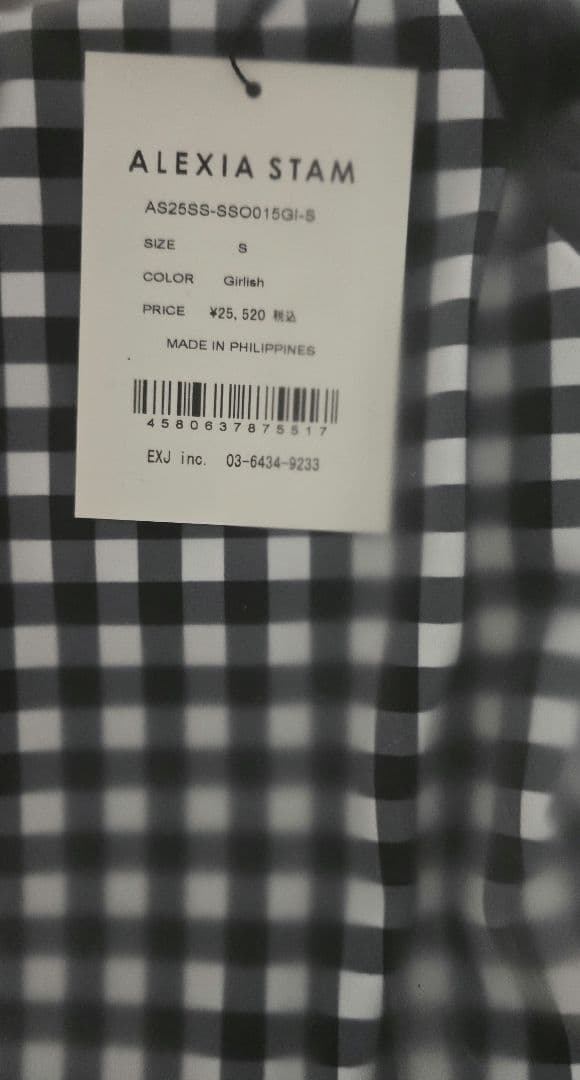 ALEXIA STAM
AS25SS-SSO015GI-S
SIZE S
COLOR Girlish
PRICE ¥25,520 税込
MADE IN PHILIPPINES
4580637875517
EXJ inc. 03-6434-9233